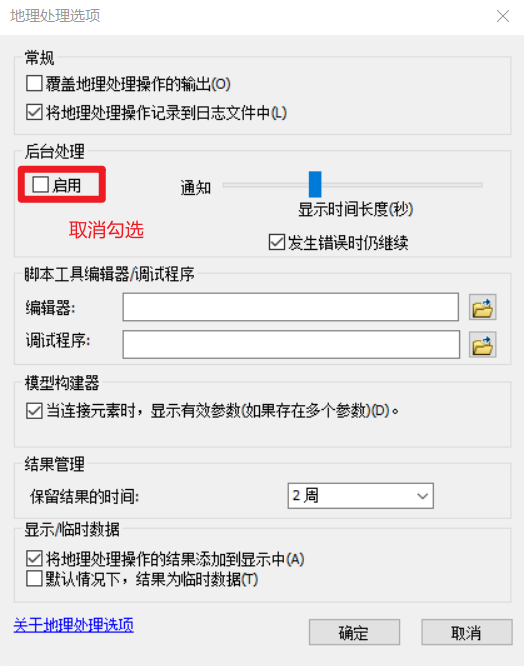 地理处理选项
常规
覆盖地理处理操作的输出(O)
将地理处理操作记录到日志文件中(L)
后台处理
启用
通知
显示时间长度(秒)
取消勾选
发生错误时仍继续
脚本工具编辑器/调试程序
编辑器:
调试程序:
模型构建器
当连接元素时，显示有效参数(如果存在多个参数)(D)。
结果管理
保留结果的时间:
2 周
显示/临时数据
将地理处理操作的结果添加到显示中(A)
默认情况下，结果为临时数据(T)
关于地理处理选项
确定
取消